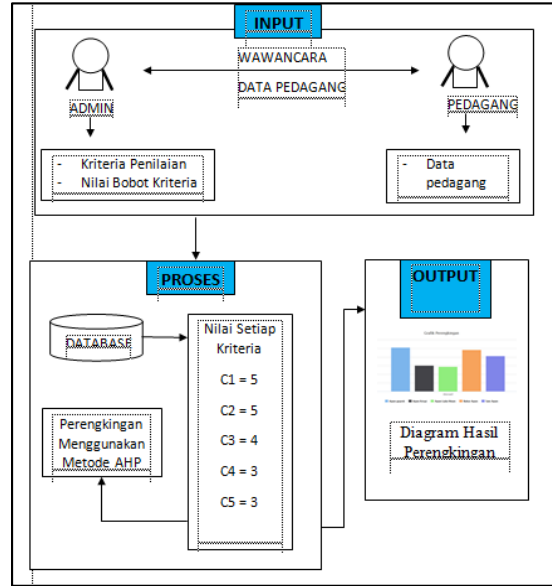 INPUT
WAWANCARA
DATA PEDAGANG
ADMIN
PEDAGANG
- Kriteria Penilaian
- Nilai Bobot Kriteria
- Data
pedagang
PROSES
DATABASE
Nilai Setiap
Kriteria
C1 = 5
C2 = 5
C3 = 4
C4 = 3
C5 = 3
Perengkingan
Menggunakan
Metode AHP
OUTPUT
Diagram Hasil
Perengkingan